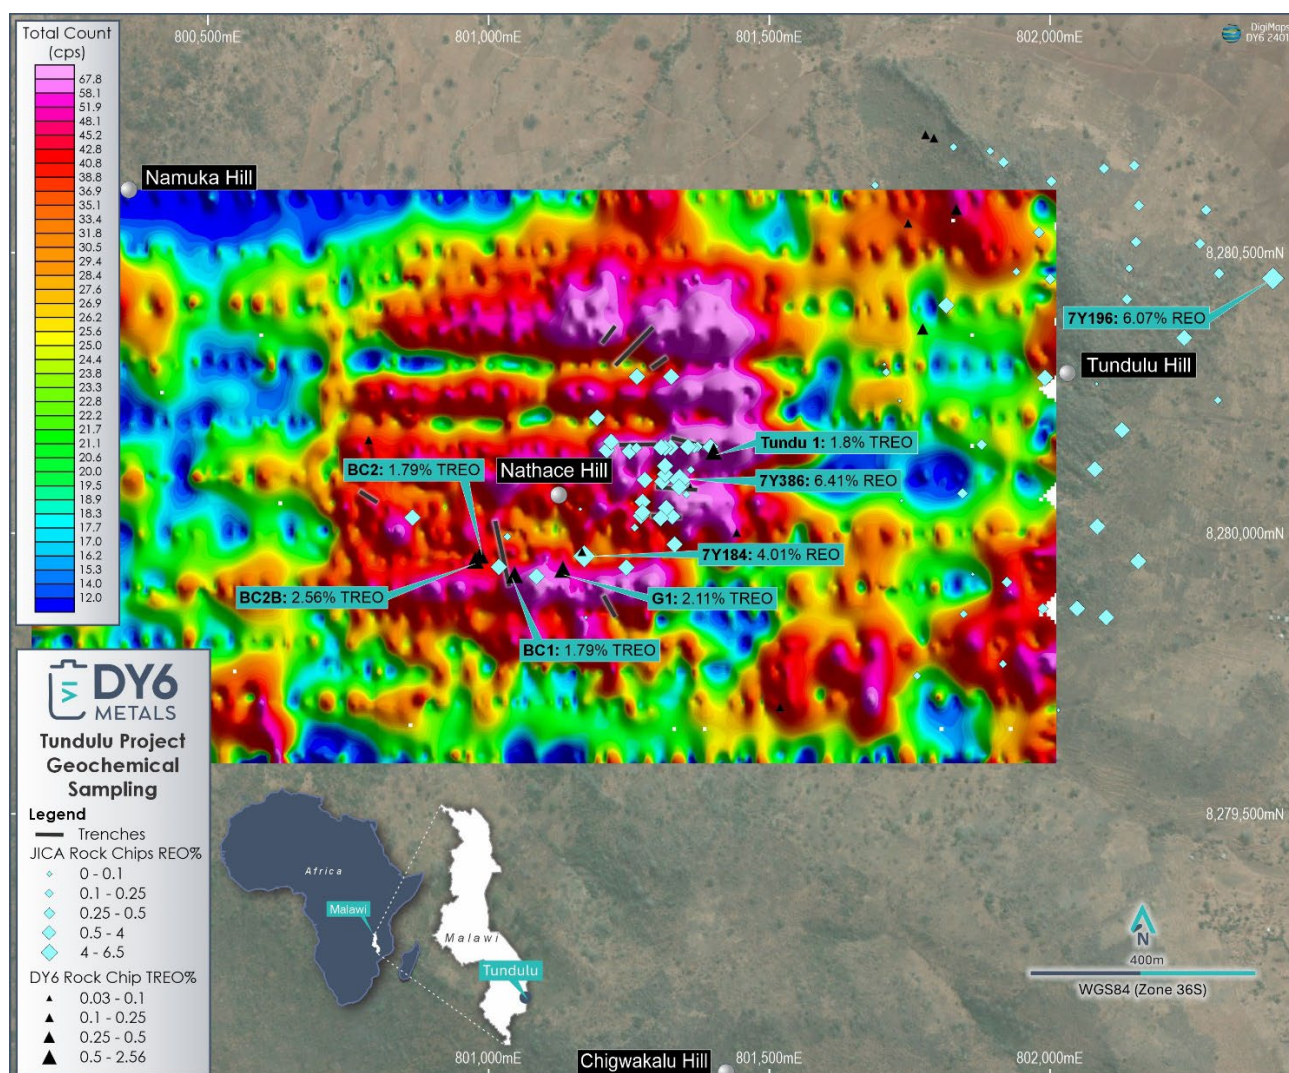 Total Count
(cps)
67.8
58.1
51.9
48.1
45.2
42.8
40.8
38.8
36.9
35.1
33.4
31.8
30.5
28.4
26.9
26.2
25.6
25.0
24.4
23.8
23.3
22.8
22.2
21.7
21.1
20.6
20.0
19.5
18.9
18.3
17.7
17.0
16.3
15.2
14.0
12.0
800,500mE
801,000mE
801,500mE
802,000mE
DigiMaps
DY6 2401
Namuka Hill
8,280,500mN
7Y196: 6.07% REO
Tundulu Hill
Tundu 1: 1.8% TREO
BC2: 1.79% TREO
Nathace Hill
7Y386: 6.41% REO
8,280,000mN
7Y184: 4.01% REO
BC2B: 2.56% TREO
G1: 2.11% TREO
BC1: 1.79% TREO
DY6
METALS
Tundulu Project
Geochemical
Sampling
Legend
Trenches
JICA Rock Chips REO%
0 - 0.1
0.1 - 0.25
0.25 - 0.5
0.5 - 4
4 - 6.5
DY6 Rock Chip TREO%
0.03 - 0.1
0.1 - 0.25
0.25 - 0.5
0.5 - 2.56
8,279,500mN
Africa
Malawi
Malawi
Tundulu
N
400m
WGS84 (Zone 36S)
801,000mE
Chigwakalu Hill
801,500mE
802,000mE